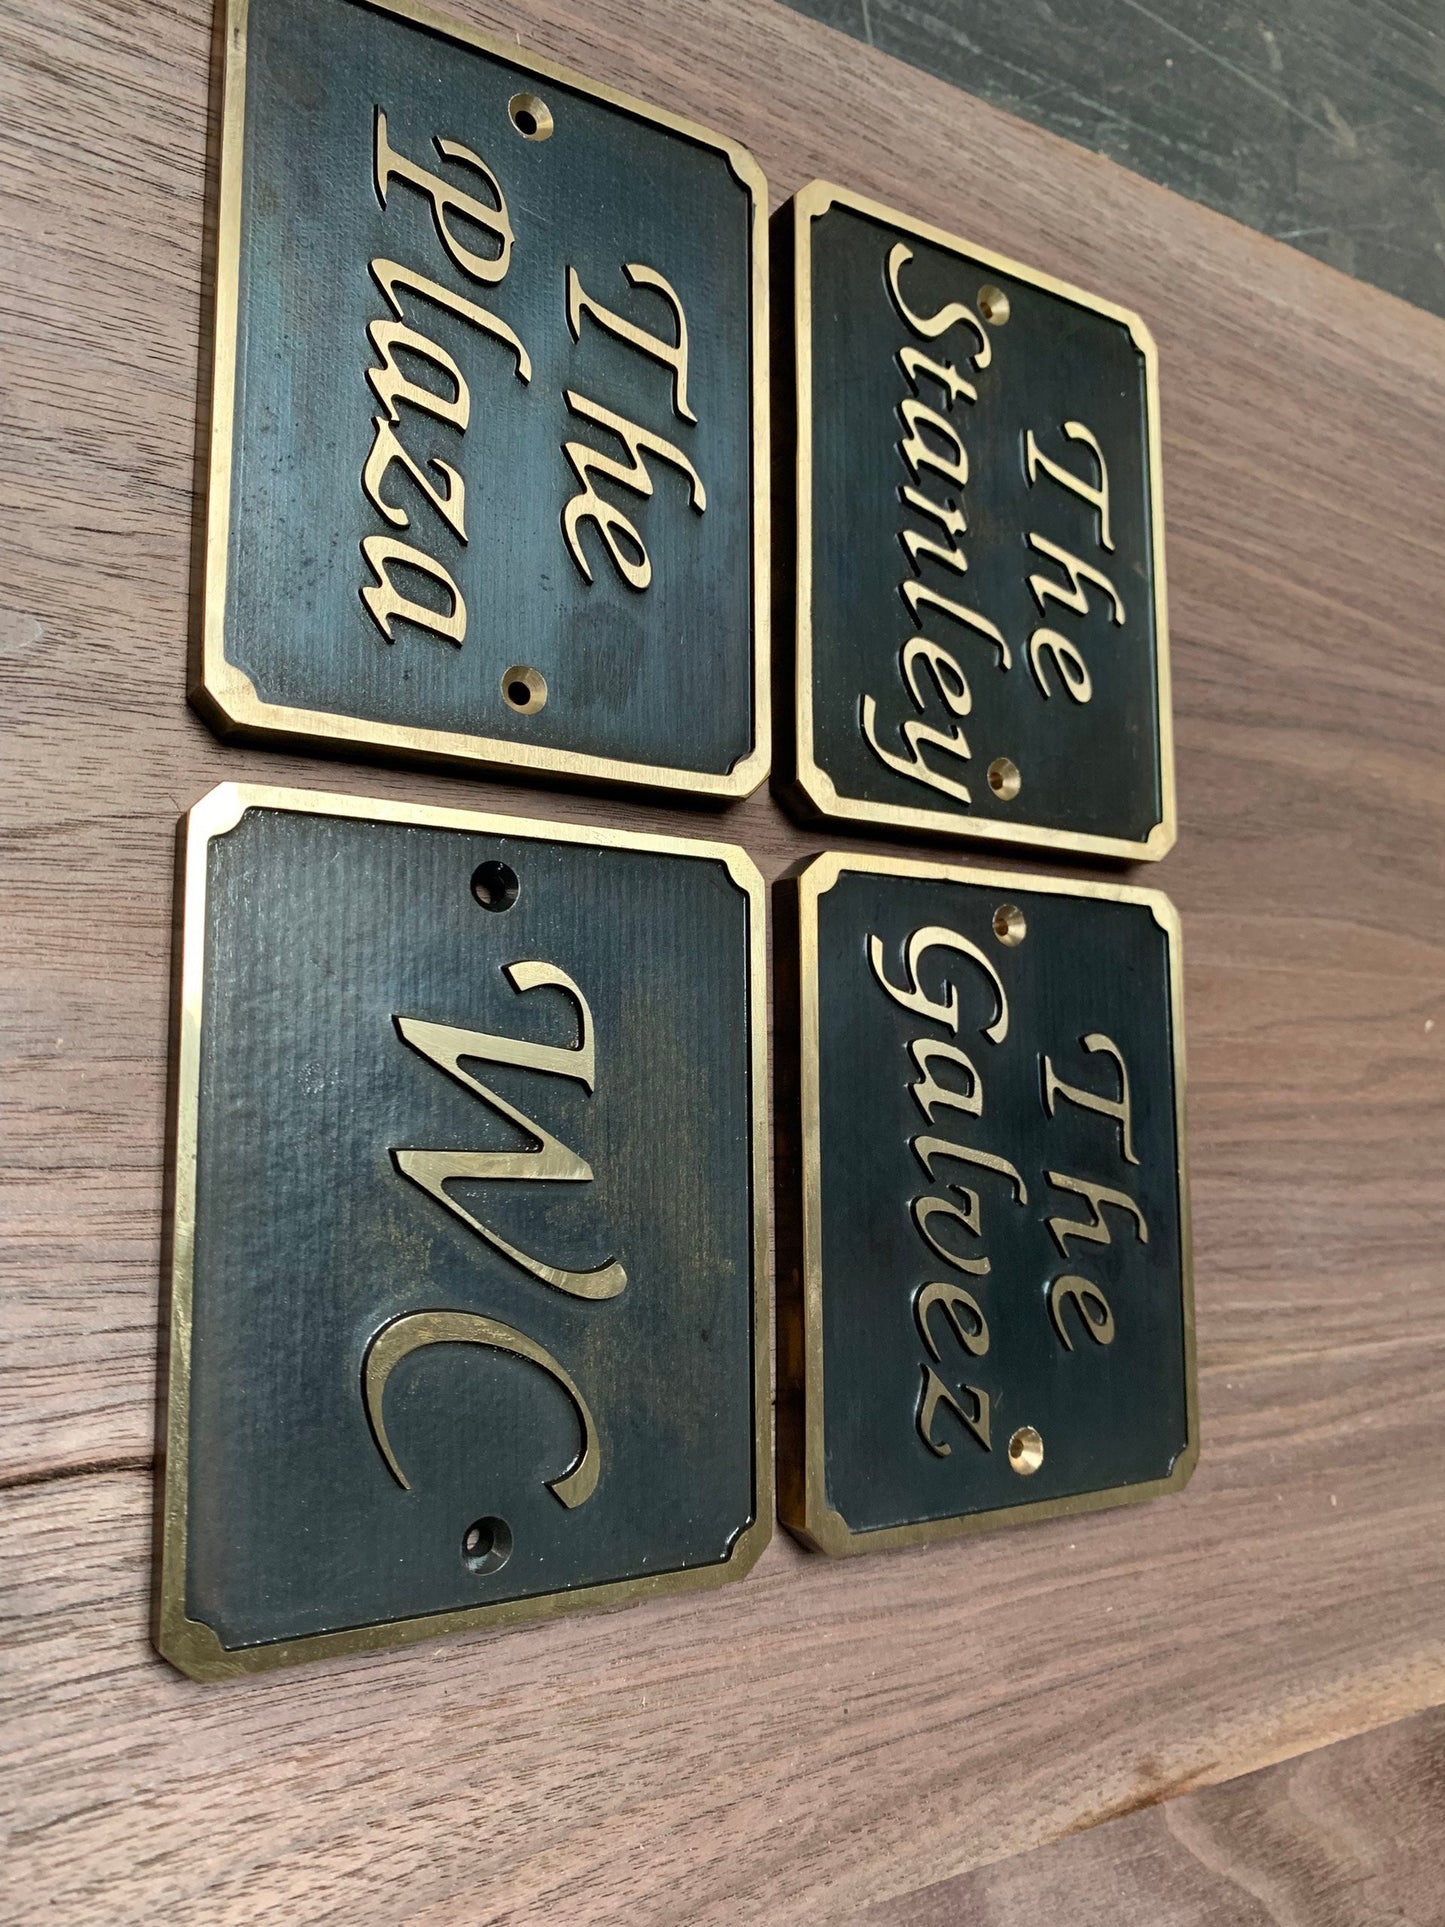 The
Plaza
The
Stanley
WC
The
Galvez